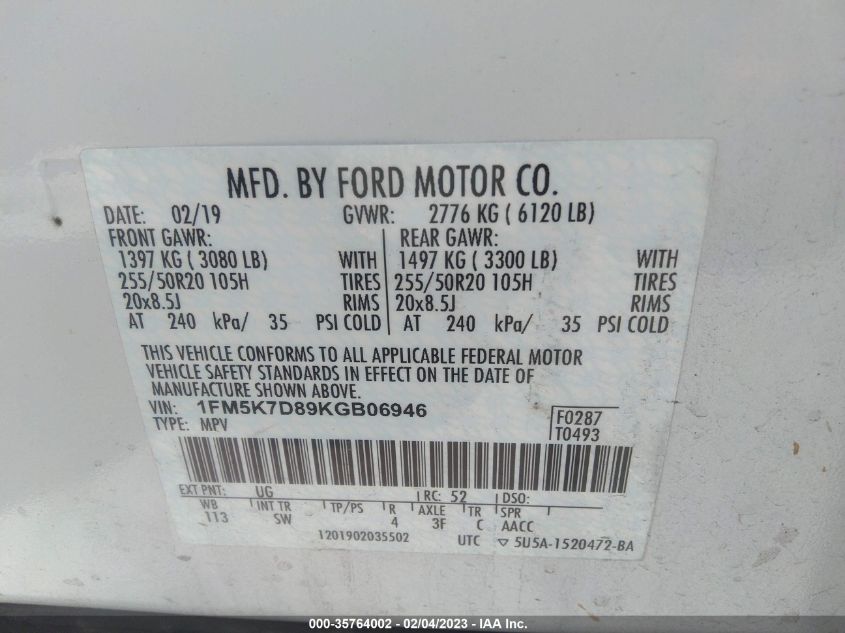 MFD. BY FORD MOTOR CO.
DATE: 02/19 GVWR: 2776 KG ( 6120 LB)
FRONT GAWR: REAR GAWR:
1397 KG ( 3080 LB) WITH 1497 KG ( 3300 LB) WITH
255/50R20 105H TIRES 255/50R20 105H TIRES
20x8.5J RIMS 20x8.5J RIMS
AT 240 kPa/ 35 PSI COLD AT 240 kPa/ 35 PSI COLD
THIS VEHICLE CONFORMS TO ALL APPLICABLE FEDERAL MOTOR
VEHICLE SAFETY STANDARDS IN EFFECT ON THE DATE OF
MANUFACTURE SHOWN ABOVE.
VIN: 1FM5K7D89KGB06946 F0287
TYPE: MPV T0493
EXT PNT: UG RC: 52 DSO:
WB INT TR TP/PS R AXLE TR SPR
113 SW 4 3F C AACC
1201902035502 UTC ▽ 5U5A-1520472-BA
000-35764002 - 02/04/2023 - IAA Inc.